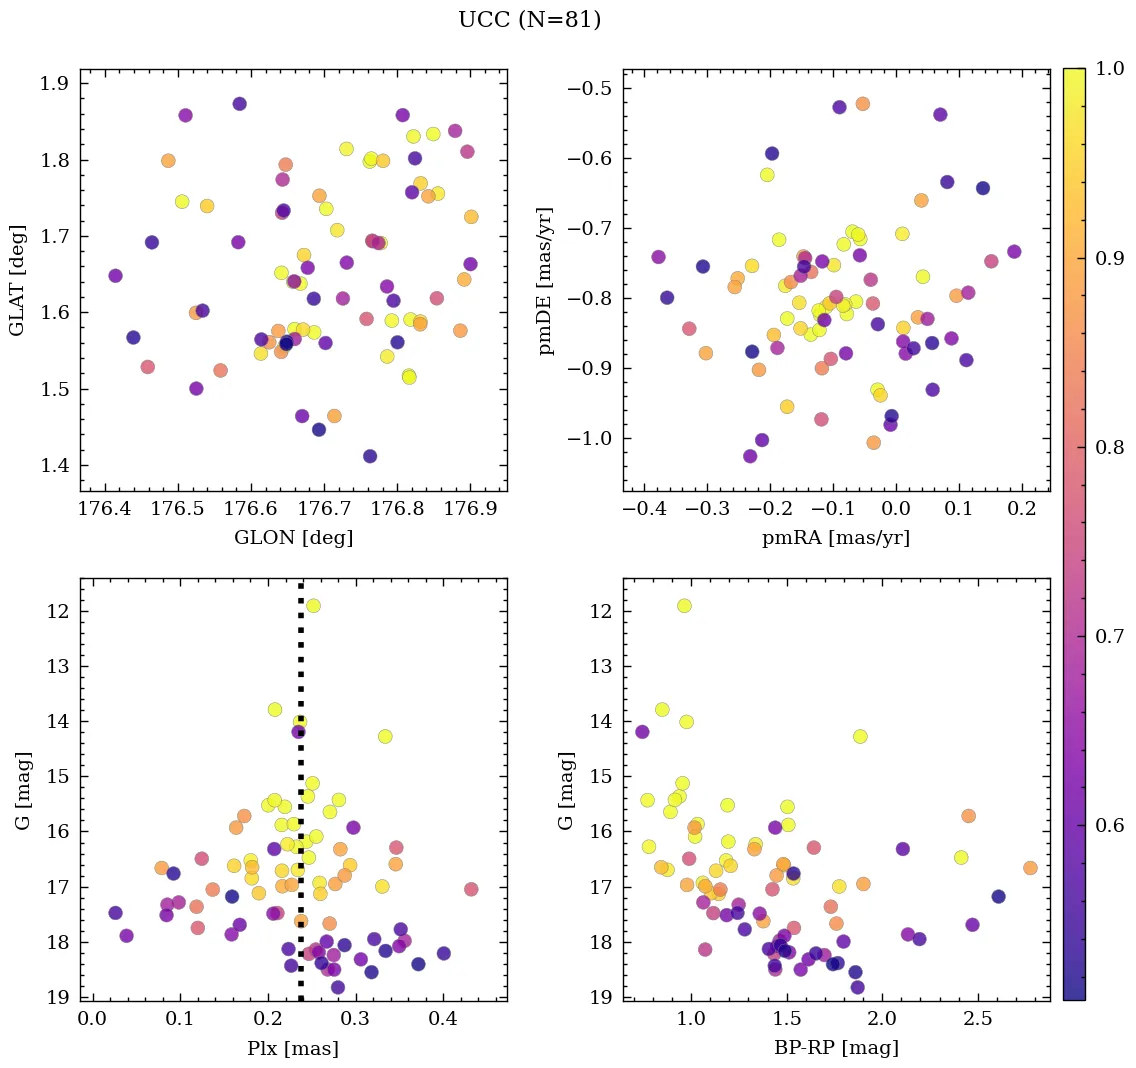 UCC (N=81)
1.9
1.8
1.7
1.6
1.5
1.4
GLAT [deg]
176.4 176.5 176.6 176.7 176.8 176.9
GLON [deg]
−0.5
−0.6
−0.7
−0.8
−0.9
−1.0
pmDE [mas/yr]
−0.4 −0.3 −0.2 −0.1 0.0 0.1 0.2
pmRA [mas/yr]
12
13
14
15
16
17
18
19
G [mag]
0.0 0.1 0.2 0.3 0.4
Plx [mas]
12
13
14
15
16
17
18
19
G [mag]
1.0 1.5 2.0 2.5
BP-RP [mag]
1.0
0.9
0.8
0.7
0.6